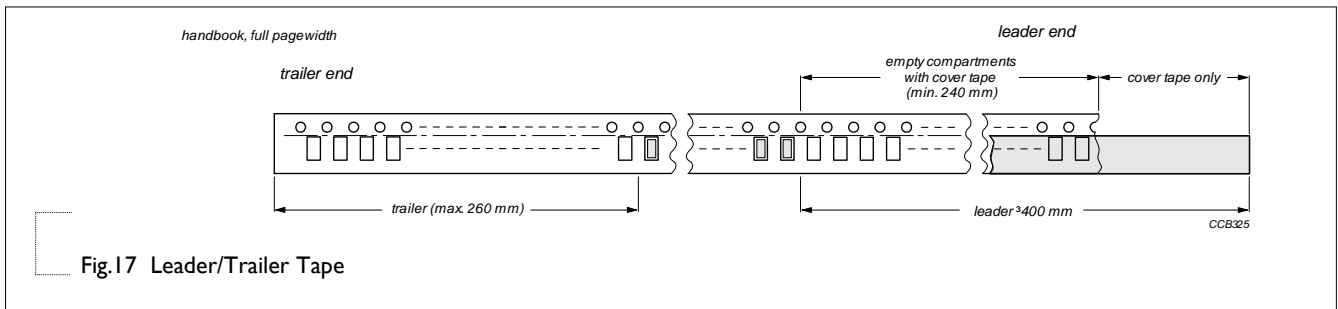 handbook, full pagewidth
leader end
trailer end
empty compartments
with cover tape
(min. 240 mm)
cover tape only
trailer (max. 260 mm)
leader ³400 mm
CCB325
Fig.17 Leader/Trailer Tape